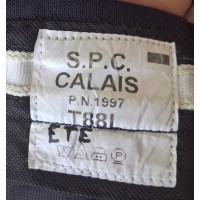 S.P.C.
CALAIS
P.N.1997
T88L
ETE